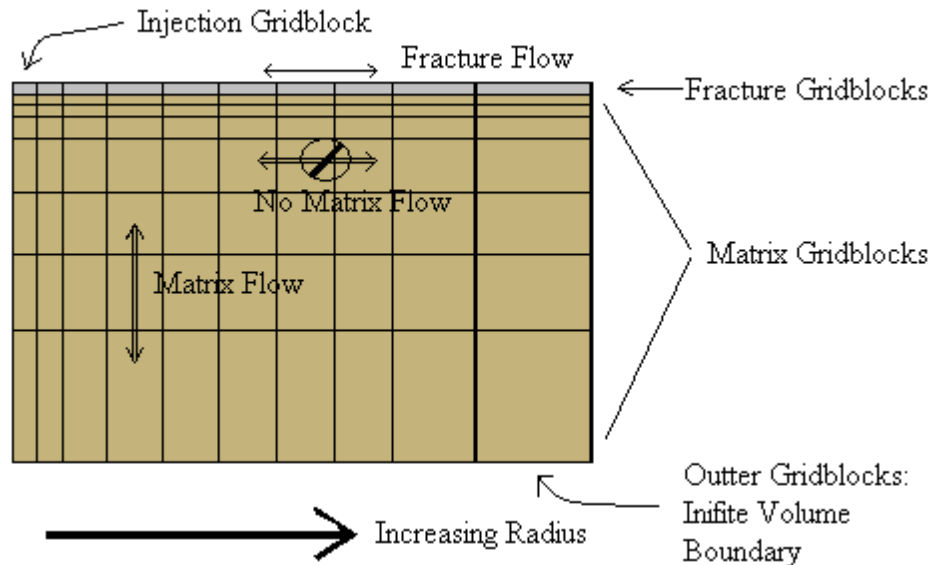 Injection Gridblock
Fracture Flow
Fracture Gridblocks
No Matrix Flow
Matrix Flow
Matrix Gridblocks
Outter Gridblocks:
Inifite Volume
Boundary
Increasing Radius